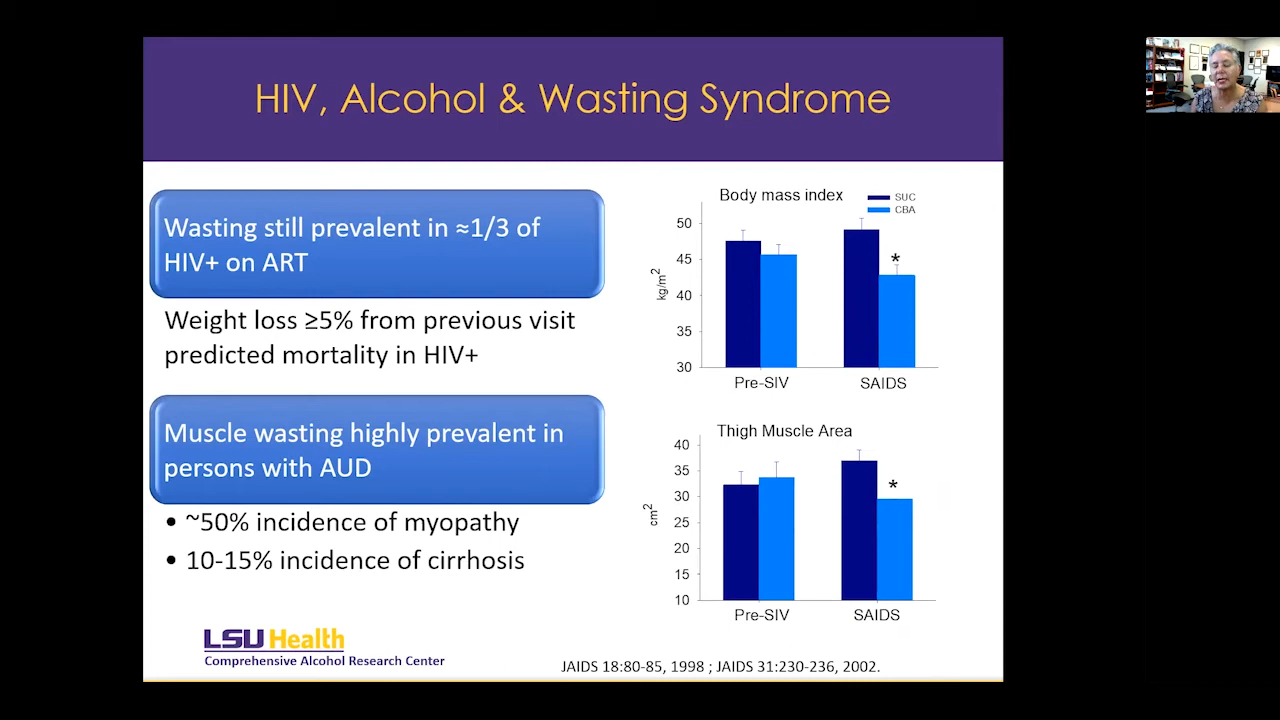 HIV, Alcohol & Wasting Syndrome
Wasting still prevalent in ≈1/3 of
HIV+ on ART
Weight loss ≥5% from previous visit
predicted mortality in HIV+
Muscle wasting highly prevalent in
persons with AUD
• ~50% incidence of myopathy
• 10-15% incidence of cirrhosis
LSU Health
Comprehensive Alcohol Research Center
Body mass index
SUC
CBA
50
45
40
35
30
kg/m²
*
Pre-SIV
SAIDS
Thigh Muscle Area
40
35
30
25
20
15
10
cm²
*
Pre-SIV
SAIDS
JAIDS 18:80-85, 1998 ; JAIDS 31:230-236, 2002.